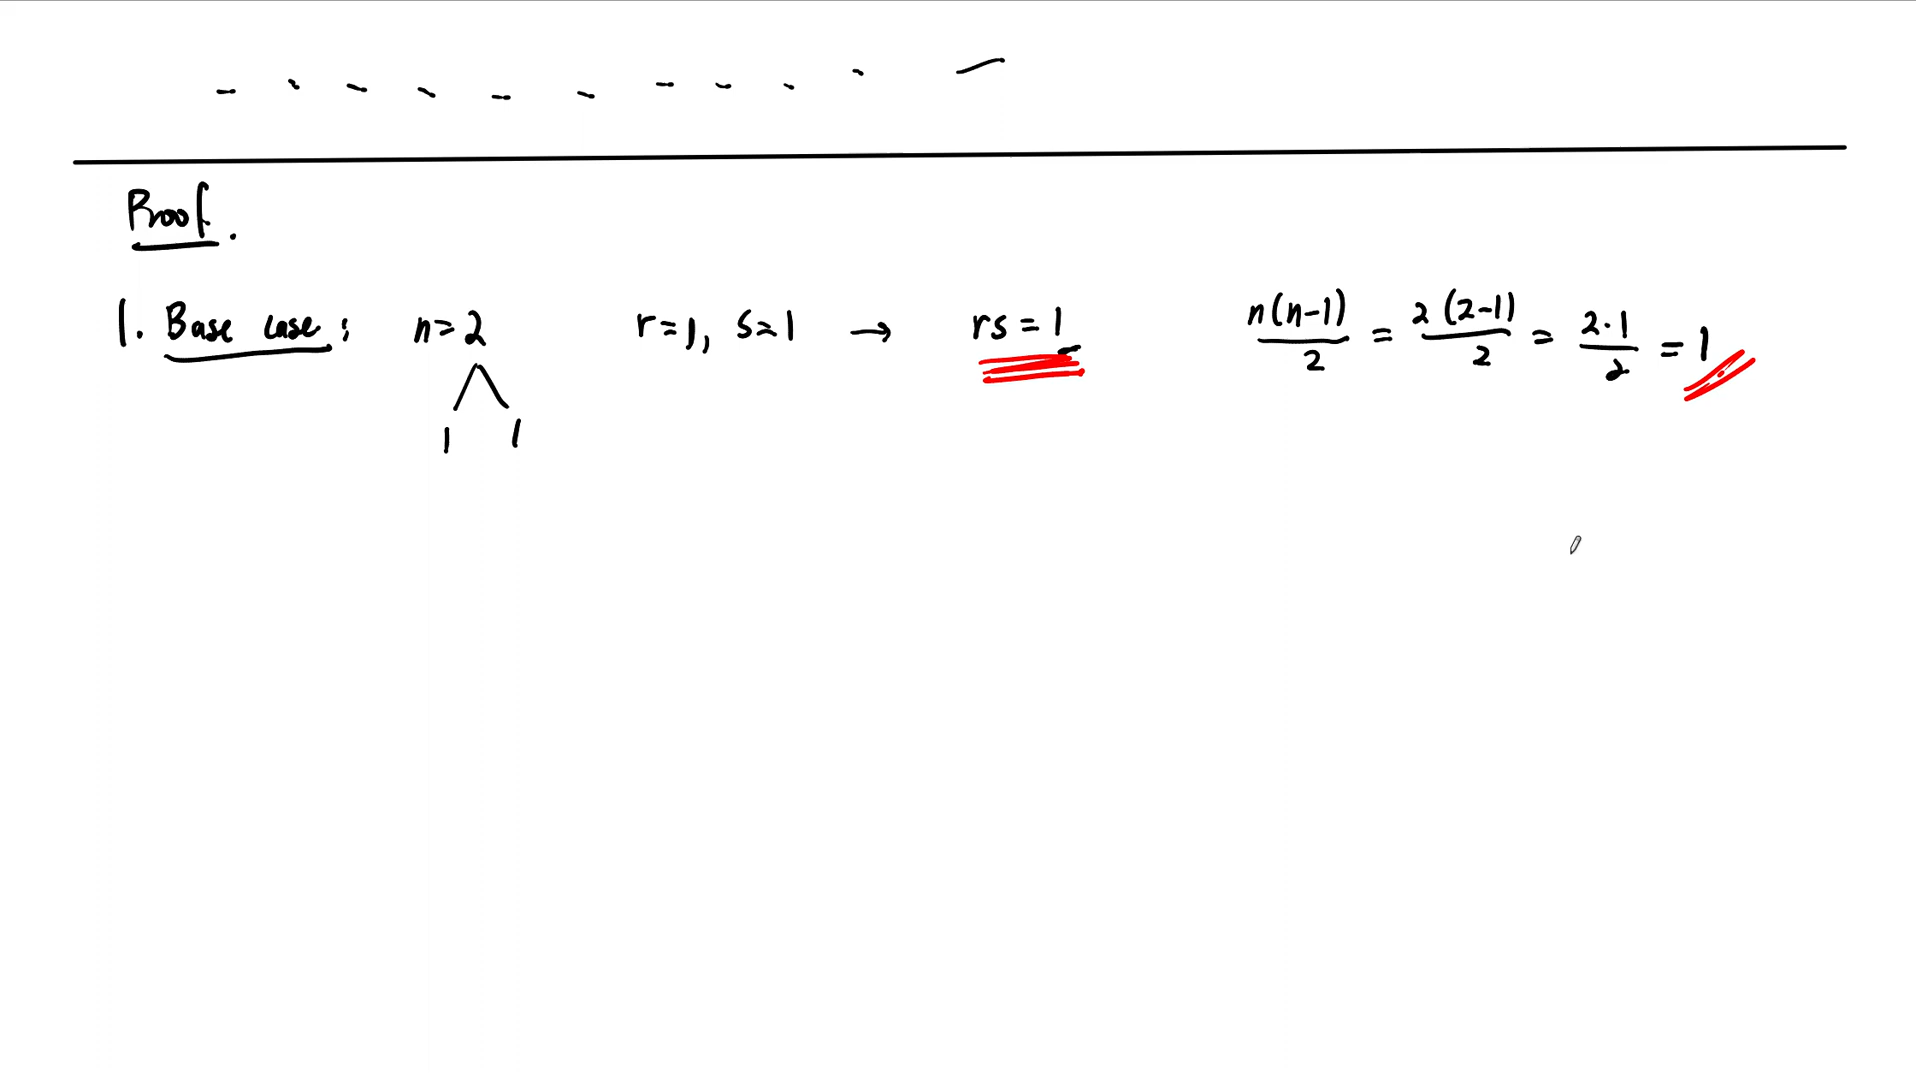 Proof.
1. Base case: n=2 r=1, s=1 → rs = 1 n(n-1)/2 = 2(2-1)/2 = 2·1/2 = 1
1 1